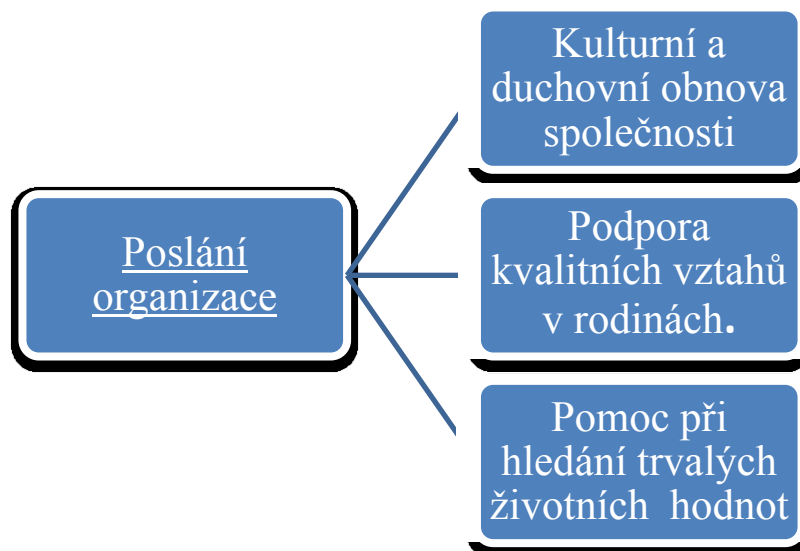 Poslání
organizace
Kulturní a
duchovní obnova
společnosti
Podpora
kvalitních vztahů
v rodinách.
Pomoc při
hledání trvalých
životních  hodnot